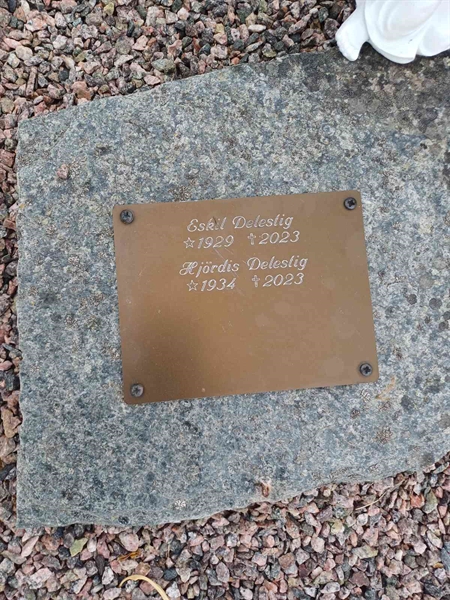 Eskil Delestig
☆1929 ✝2023
Hjördis Delestig
☆1934 ✝2023